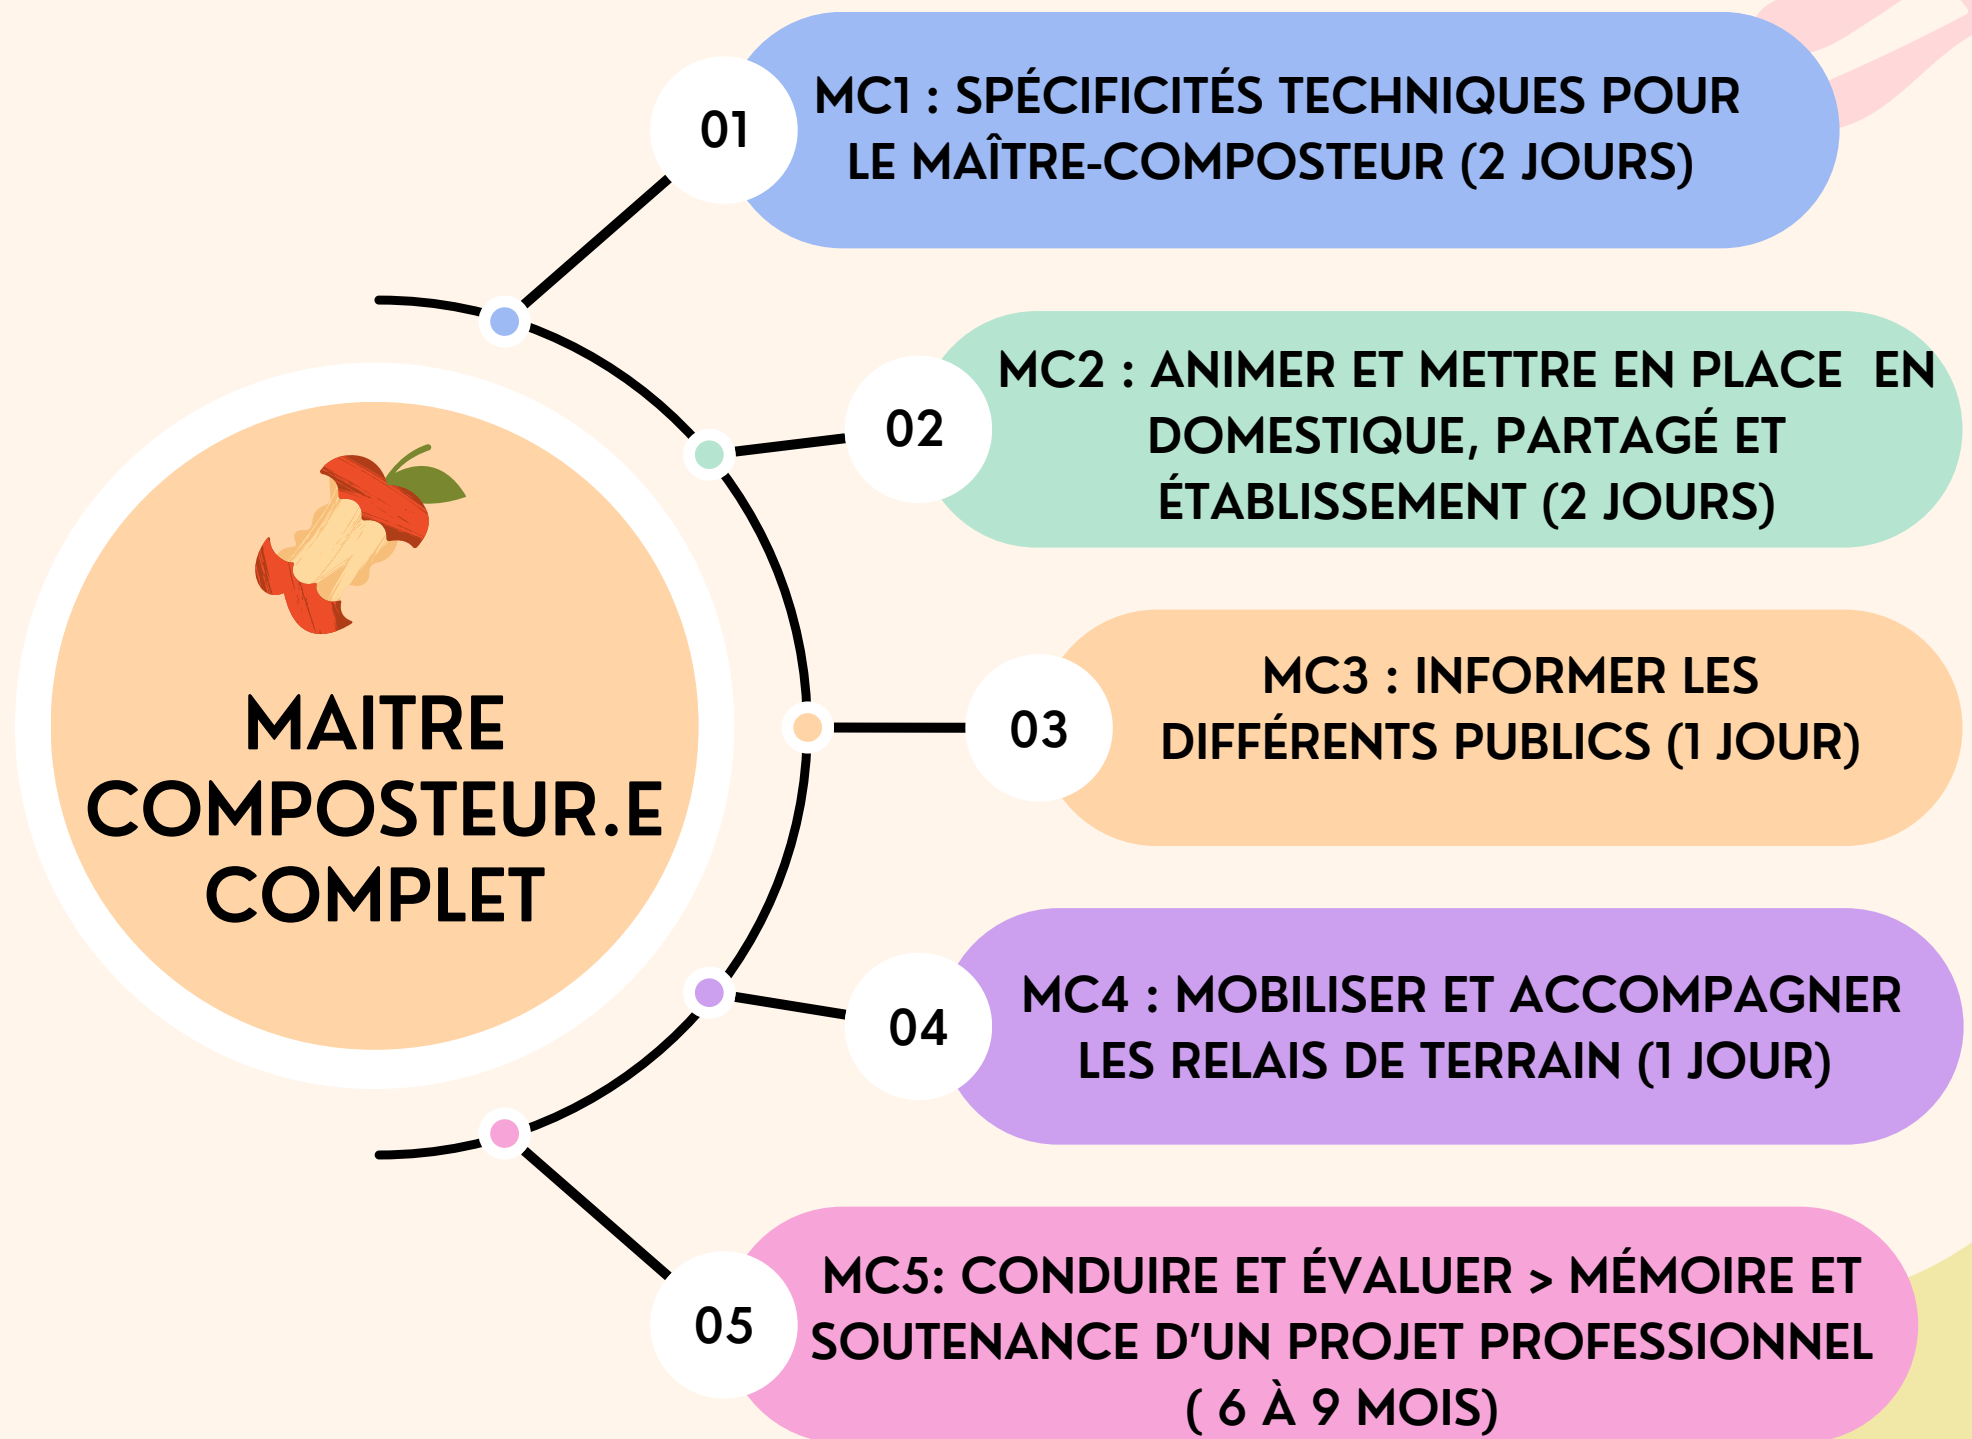 MAITRE
COMPOSTEUR.E
COMPLET
01
MC1 : SPÉCIFICITÉS TECHNIQUES POUR
LE MAÎTRE-COMPOSTEUR (2 JOURS)
02
MC2 : ANIMER ET METTRE EN PLACE  EN
DOMESTIQUE, PARTAGÉ ET
ÉTABLISSEMENT (2 JOURS)
03
MC3 : INFORMER LES
DIFFÉRENTS PUBLICS (1 JOUR)
04
MC4 : MOBILISER ET ACCOMPAGNER
LES RELAIS DE TERRAIN (1 JOUR)
05
MC5: CONDUIRE ET ÉVALUER > MÉMOIRE ET
SOUTENANCE D'UN PROJET PROFESSIONNEL
( 6 À 9 MOIS)